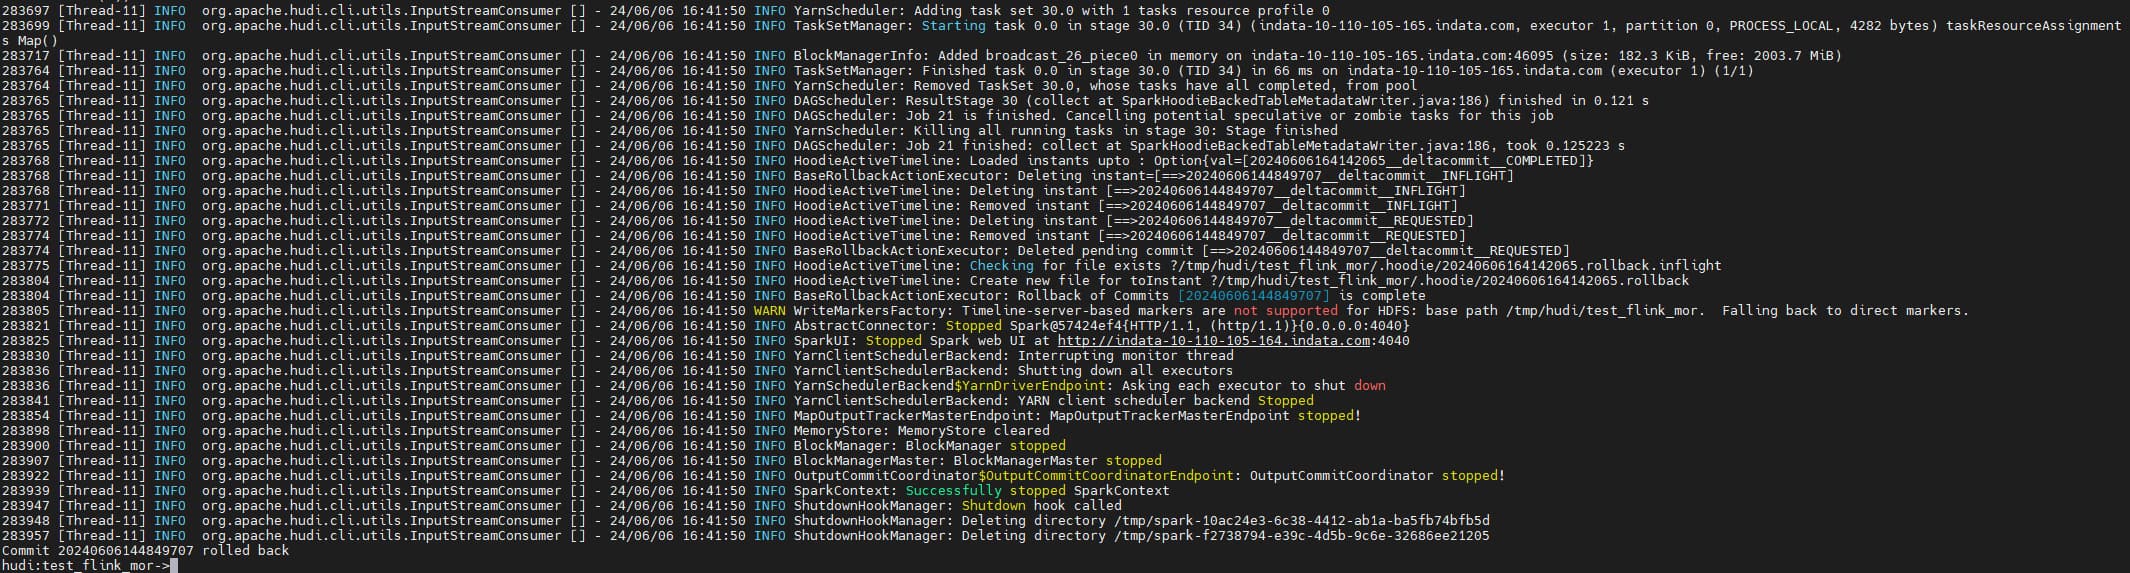 283697 [Thread-11] INFO  org.apache.hudi.cli.utils.InputStreamConsumer [] - 24/06/06 16:41:50 INFO YarnScheduler: Adding task set 30.0 with 1 tasks resource profile 0
283699 [Thread-11] INFO  org.apache.hudi.cli.utils.InputStreamConsumer [] - 24/06/06 16:41:50 INFO TaskSetManager: Starting task 0.0 in stage 30.0 (TID 34) (indata-10-110-105-165.indata.com, executor 1, partition 0, PROCESS_LOCAL, 4282 bytes) taskResourceAssignment
s Map()
283717 [Thread-11] INFO  org.apache.hudi.cli.utils.InputStreamConsumer [] - 24/06/06 16:41:50 INFO BlockManagerInfo: Added broadcast_26_piece0 in memory on indata-10-110-105-165.indata.com:46095 (size: 182.3 KiB, free: 2003.7 MiB)
283764 [Thread-11] INFO  org.apache.hudi.cli.utils.InputStreamConsumer [] - 24/06/06 16:41:50 INFO TaskSetManager: Finished task 0.0 in stage 30.0 (TID 34) in 66 ms on indata-10-110-105-165.indata.com (executor 1) (1/1)
283764 [Thread-11] INFO  org.apache.hudi.cli.utils.InputStreamConsumer [] - 24/06/06 16:41:50 INFO YarnScheduler: Removed TaskSet 30.0, whose tasks have all completed, from pool
283765 [Thread-11] INFO  org.apache.hudi.cli.utils.InputStreamConsumer [] - 24/06/06 16:41:50 INFO DAGScheduler: ResultStage 30 (collect at SparkHoodieBackedTableMetadataWriter.java:186) finished in 0.121 s
283765 [Thread-11] INFO  org.apache.hudi.cli.utils.InputStreamConsumer [] - 24/06/06 16:41:50 INFO DAGScheduler: Job 21 is finished. Cancelling potential speculative or zombie tasks for this job
283765 [Thread-11] INFO  org.apache.hudi.cli.utils.InputStreamConsumer [] - 24/06/06 16:41:50 INFO YarnScheduler: Killing all running tasks in stage 30: Stage finished
283765 [Thread-11] INFO  org.apache.hudi.cli.utils.InputStreamConsumer [] - 24/06/06 16:41:50 INFO DAGScheduler: Job 21 finished: collect at SparkHoodieBackedTableMetadataWriter.java:186, took 0.125223 s
283768 [Thread-11] INFO  org.apache.hudi.cli.utils.InputStreamConsumer [] - 24/06/06 16:41:50 INFO HoodieActiveTimeline: Loaded instants upto : Option{val=[20240606164142065__deltacommit__COMPLETED]}
283768 [Thread-11] INFO  org.apache.hudi.cli.utils.InputStreamConsumer [] - 24/06/06 16:41:50 INFO BaseRollbackActionExecutor: Deleting instant=[==>20240606144849707__deltacommit__INFLIGHT]
283768 [Thread-11] INFO  org.apache.hudi.cli.utils.InputStreamConsumer [] - 24/06/06 16:41:50 INFO HoodieActiveTimeline: Deleting instant [==>20240606144849707__deltacommit__INFLIGHT]
283771 [Thread-11] INFO  org.apache.hudi.cli.utils.InputStreamConsumer [] - 24/06/06 16:41:50 INFO HoodieActiveTimeline: Removed instant [==>20240606144849707__deltacommit__INFLIGHT]
283772 [Thread-11] INFO  org.apache.hudi.cli.utils.InputStreamConsumer [] - 24/06/06 16:41:50 INFO HoodieActiveTimeline: Deleting instant [==>20240606144849707__deltacommit__REQUESTED]
283774 [Thread-11] INFO  org.apache.hudi.cli.utils.InputStreamConsumer [] - 24/06/06 16:41:50 INFO HoodieActiveTimeline: Removed instant [==>20240606144849707__deltacommit__REQUESTED]
283774 [Thread-11] INFO  org.apache.hudi.cli.utils.InputStreamConsumer [] - 24/06/06 16:41:50 INFO BaseRollbackActionExecutor: Deleted pending commit [==>20240606144849707__deltacommit__REQUESTED]
283775 [Thread-11] INFO  org.apache.hudi.cli.utils.InputStreamConsumer [] - 24/06/06 16:41:50 INFO HoodieActiveTimeline: Checking for file exists ?/tmp/hudi/test_flink_mor/.hoodie/20240606164142065.rollback.inflight
283804 [Thread-11] INFO  org.apache.hudi.cli.utils.InputStreamConsumer [] - 24/06/06 16:41:50 INFO HoodieActiveTimeline: Create new file for toInstant ?/tmp/hudi/test_flink_mor/.hoodie/20240606164142065.rollback
283804 [Thread-11] INFO  org.apache.hudi.cli.utils.InputStreamConsumer [] - 24/06/06 16:41:50 INFO BaseRollbackActionExecutor: Rollback of Commits [20240606144849707] is complete
283805 [Thread-11] INFO  org.apache.hudi.cli.utils.InputStreamConsumer [] - 24/06/06 16:41:50 WARN WriteMarkersFactory: Timeline-server-based markers are not supported for HDFS: base path /tmp/hudi/test_flink_mor.  Falling back to direct markers.
283821 [Thread-11] INFO  org.apache.hudi.cli.utils.InputStreamConsumer [] - 24/06/06 16:41:50 INFO AbstractConnector: Stopped Spark@57424ef4{HTTP/1.1, (http/1.1)}{0.0.0.0:4040}
283825 [Thread-11] INFO  org.apache.hudi.cli.utils.InputStreamConsumer [] - 24/06/06 16:41:50 INFO SparkUI: Stopped Spark web UI at http://indata-10-110-105-164.indata.com:4040
283830 [Thread-11] INFO  org.apache.hudi.cli.utils.InputStreamConsumer [] - 24/06/06 16:41:50 INFO YarnClientSchedulerBackend: Interrupting monitor thread
283836 [Thread-11] INFO  org.apache.hudi.cli.utils.InputStreamConsumer [] - 24/06/06 16:41:50 INFO YarnClientSchedulerBackend: Shutting down all executors
283836 [Thread-11] INFO  org.apache.hudi.cli.utils.InputStreamConsumer [] - 24/06/06 16:41:50 INFO YarnSchedulerBackend$YarnDriverEndpoint: Asking each executor to shut down
283841 [Thread-11] INFO  org.apache.hudi.cli.utils.InputStreamConsumer [] - 24/06/06 16:41:50 INFO YarnClientSchedulerBackend: YARN client scheduler backend Stopped
283854 [Thread-11] INFO  org.apache.hudi.cli.utils.InputStreamConsumer [] - 24/06/06 16:41:50 INFO MapOutputTrackerMasterEndpoint: MapOutputTrackerMasterEndpoint stopped!
283898 [Thread-11] INFO  org.apache.hudi.cli.utils.InputStreamConsumer [] - 24/06/06 16:41:50 INFO MemoryStore: MemoryStore cleared
283900 [Thread-11] INFO  org.apache.hudi.cli.utils.InputStreamConsumer [] - 24/06/06 16:41:50 INFO BlockManager: BlockManager stopped
283907 [Thread-11] INFO  org.apache.hudi.cli.utils.InputStreamConsumer [] - 24/06/06 16:41:50 INFO BlockManagerMaster: BlockManagerMaster stopped
283922 [Thread-11] INFO  org.apache.hudi.cli.utils.InputStreamConsumer [] - 24/06/06 16:41:50 INFO OutputCommitCoordinator$OutputCommitCoordinatorEndpoint: OutputCommitCoordinator stopped!
283939 [Thread-11] INFO  org.apache.hudi.cli.utils.InputStreamConsumer [] - 24/06/06 16:41:50 INFO SparkContext: Successfully stopped SparkContext
283947 [Thread-11] INFO  org.apache.hudi.cli.utils.InputStreamConsumer [] - 24/06/06 16:41:50 INFO ShutdownHookManager: Shutdown hook called
283948 [Thread-11] INFO  org.apache.hudi.cli.utils.InputStreamConsumer [] - 24/06/06 16:41:50 INFO ShutdownHookManager: Deleting directory /tmp/spark-10ac24e3-6c38-4412-ab1a-ba5fb74bfb5d
283957 [Thread-11] INFO  org.apache.hudi.cli.utils.InputStreamConsumer [] - 24/06/06 16:41:50 INFO ShutdownHookManager: Deleting directory /tmp/spark-f2738794-e39c-4d5b-9c6e-32686ee21205
Commit 20240606144849707 rolled back
hudi:test_flink_mor->